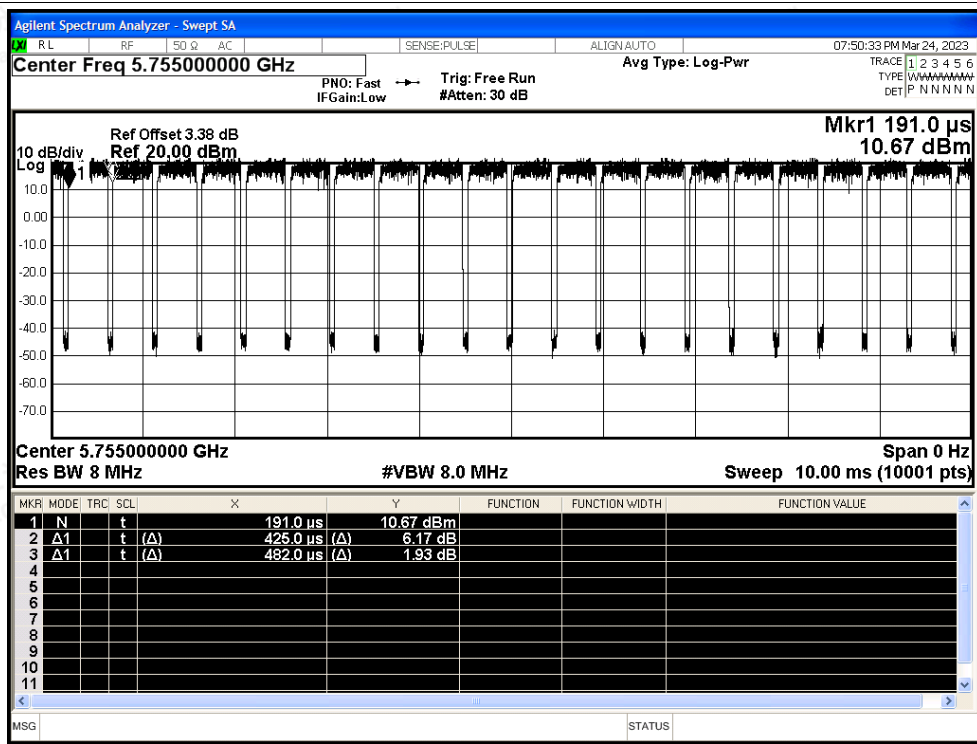 Agilent Spectrum Analyzer - Swept SA
LXI RL RF 50 Ω AC SENSE:PULSE ALIGN AUTO 07:50:33 PM Mar 24, 2023
Center Freq 5.755000000 GHz
PNO: Fast
IFGain:Low
Trig: Free Run
#Atten: 30 dB
Avg Type: Log-Pwr
TRACE 1 2 3 4 5 6
TYPE
DET P N N N N N
Ref Offset 3.38 dB
10 dB/div Ref 20.00 dBm
Log
Mkr1 191.0 µs
10.67 dBm
1
10.0
0.00
-10.0
-20.0
-30.0
-40.0
-50.0
-60.0
-70.0
Center 5.755000000 GHz Span 0 Hz
Res BW 8 MHz #VBW 8.0 MHz Sweep 10.00 ms (10001 pts)
MKR MODE TRC SCL X Y FUNCTION FUNCTION WIDTH FUNCTION VALUE
1 N t 191.0 µs 10.67 dBm
2 Δ1 t (Δ) 425.0 µs (Δ) 6.17 dB
3 Δ1 t (Δ) 482.0 µs (Δ) 1.93 dB
4
5
6
7
8
9
10
11
MSG STATUS